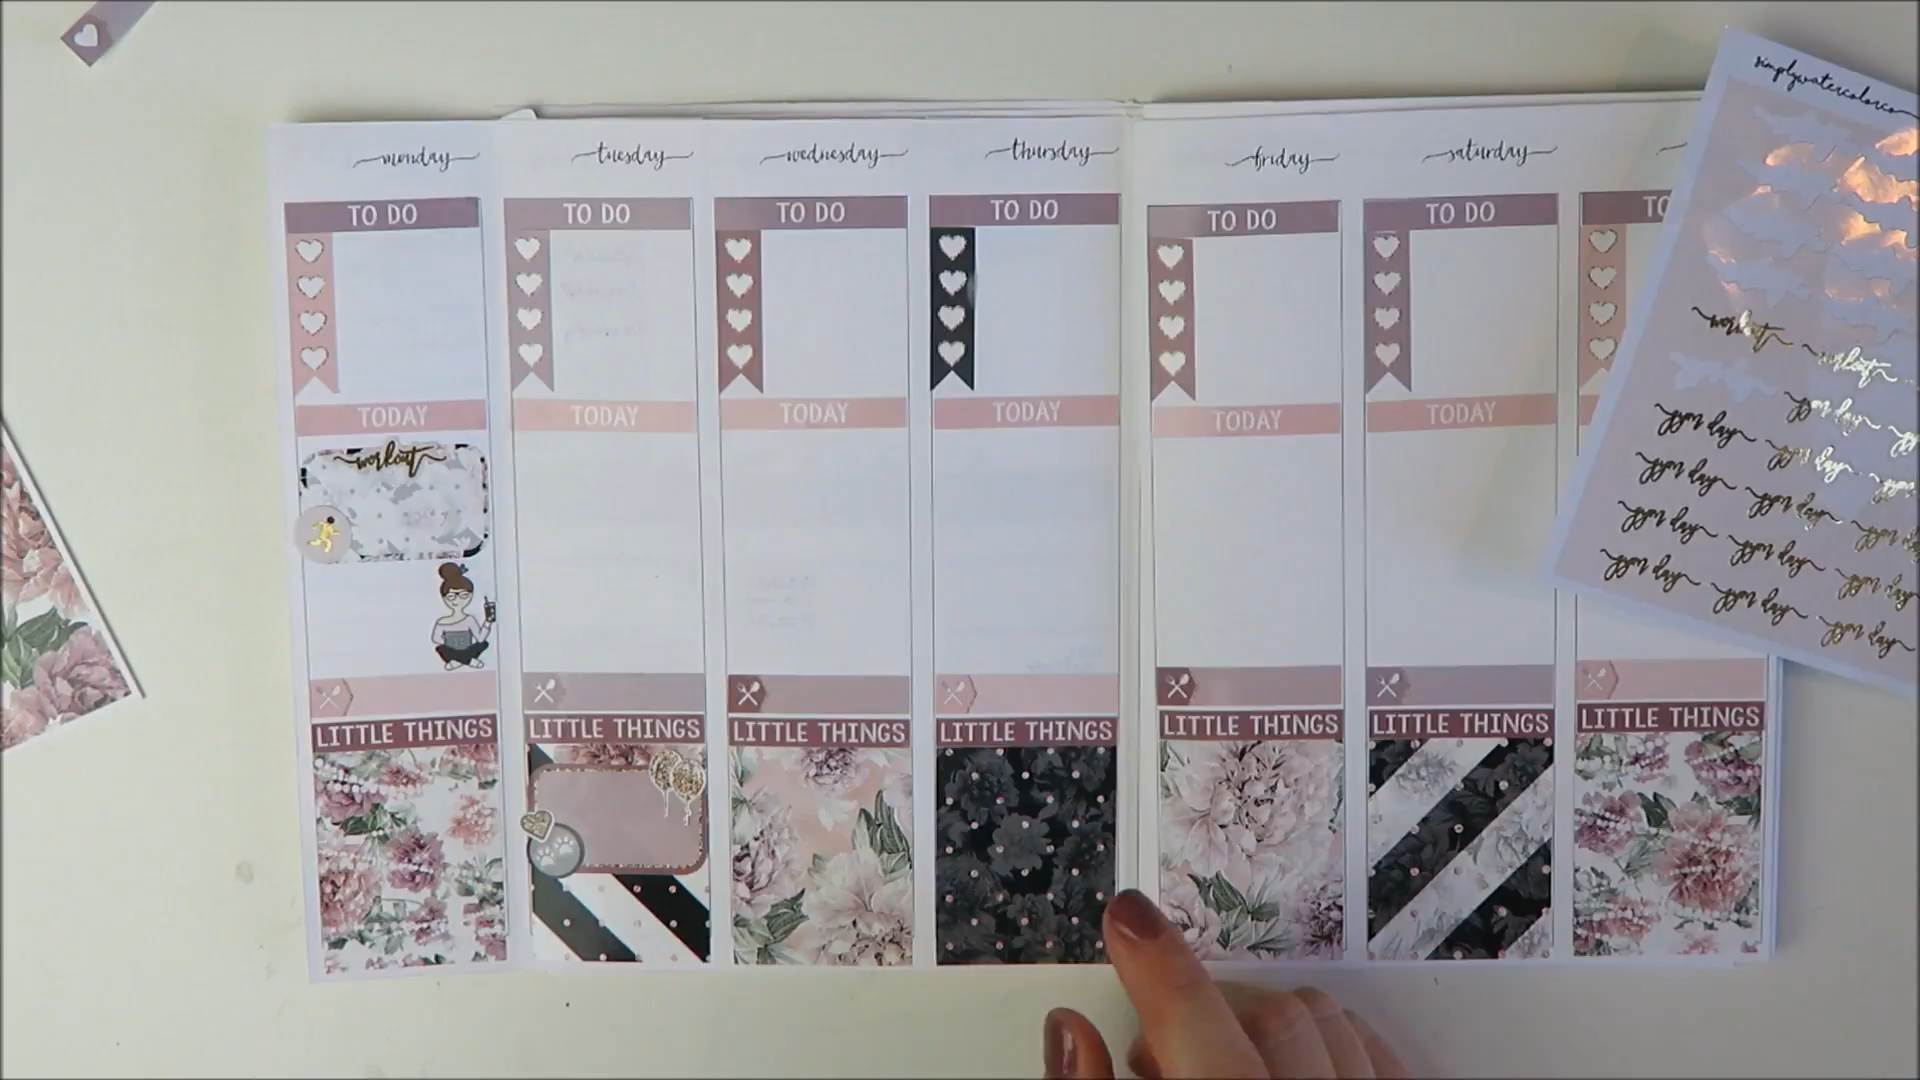 simplywatercolorco
monday tuesday wednesday thursday friday saturday
TO DO TO DO TO DO TO DO TO DO TO DO
TODAY TODAY TODAY TODAY TODAY TODAY
workout
workout workout
LITTLE THINGS LITTLE THINGS LITTLE THINGS LITTLE THINGS LITTLE THINGS LITTLE THINGS LITTLE THINGS